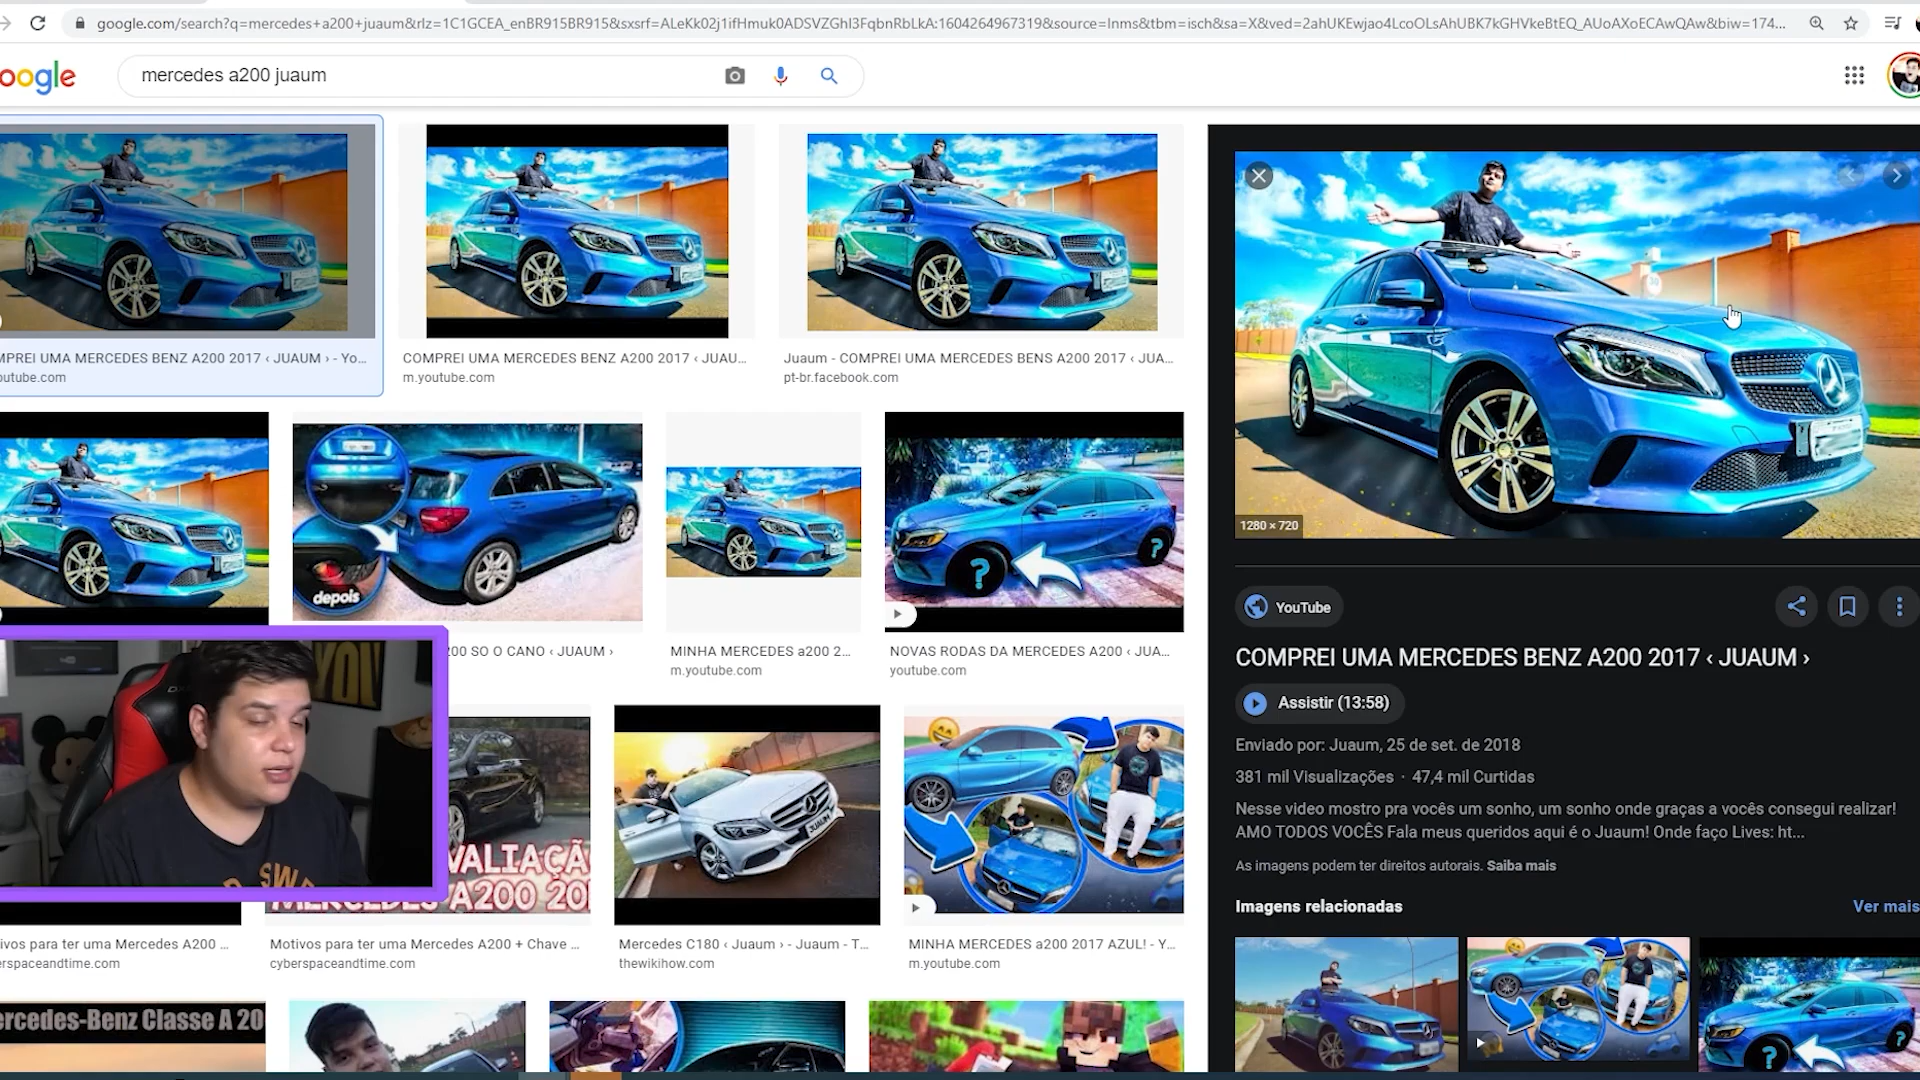 google.com/search?q=mercedes+a200+juaum&rlz=1C1GCEA_enBR915BR915&sxsrf=ALeKk02j1ifHmuk0ADSVZGhI3FqbnRbLkA:1604264967319&source=lnms&tbm=isch&sa=X&ved=2ahUKEwjao4LcoOLsAhUBK7kGHVkeBtEQ_AUoAXoECAwQAw&biw=174...
oogle
mercedes a200 juaum
MPREI UMA MERCEDES BENZ A200 2017 ‹ JUAUM › - Yo...
outube.com
COMPREI UMA MERCEDES BENZ A200 2017 ‹ JUAU...
m.youtube.com
Juaum - COMPREI UMA MERCEDES BENS A200 2017 ‹ JUA...
pt-br.facebook.com
depois
?
?
200 SO O CANO ‹ JUAUM ›
MINHA MERCEDES a200 2...
m.youtube.com
NOVAS RODAS DA MERCEDES A200 ‹ JUA...
youtube.com
YON
D SWE
VALIAÇÃ
MERCEDES A200 20
JUAUM
ivos para ter uma Mercedes A200 ...
erspaceandtime.com
Motivos para ter uma Mercedes A200 + Chave ...
cyberspaceandtime.com
Mercedes C180 ‹ Juaum › - Juaum - T...
thewikihow.com
MINHA MERCEDES a200 2017 AZUL! - Y...
m.youtube.com
ercedes-Benz Classe A 20
1280 × 720
YouTube
COMPREI UMA MERCEDES BENZ A200 2017 ‹ JUAUM ›
Assistir (13:58)
Enviado por: Juaum, 25 de set. de 2018
381 mil Visualizações · 47,4 mil Curtidas
Nesse video mostro pra vocês um sonho, um sonho onde graças a vocês consegui realizar!
AMO TODOS VOCÊS Fala meus queridos aqui é o Juaum! Onde faço Lives: ht...
As imagens podem ter direitos autorais. Saiba mais
Imagens relacionadas
Ver mais
?
?